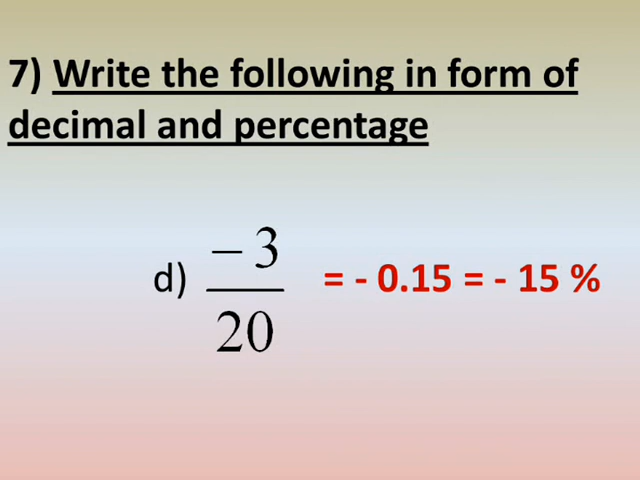 7) Write the following in form of
decimal and percentage
d) −3/20 = - 0.15 = - 15 %